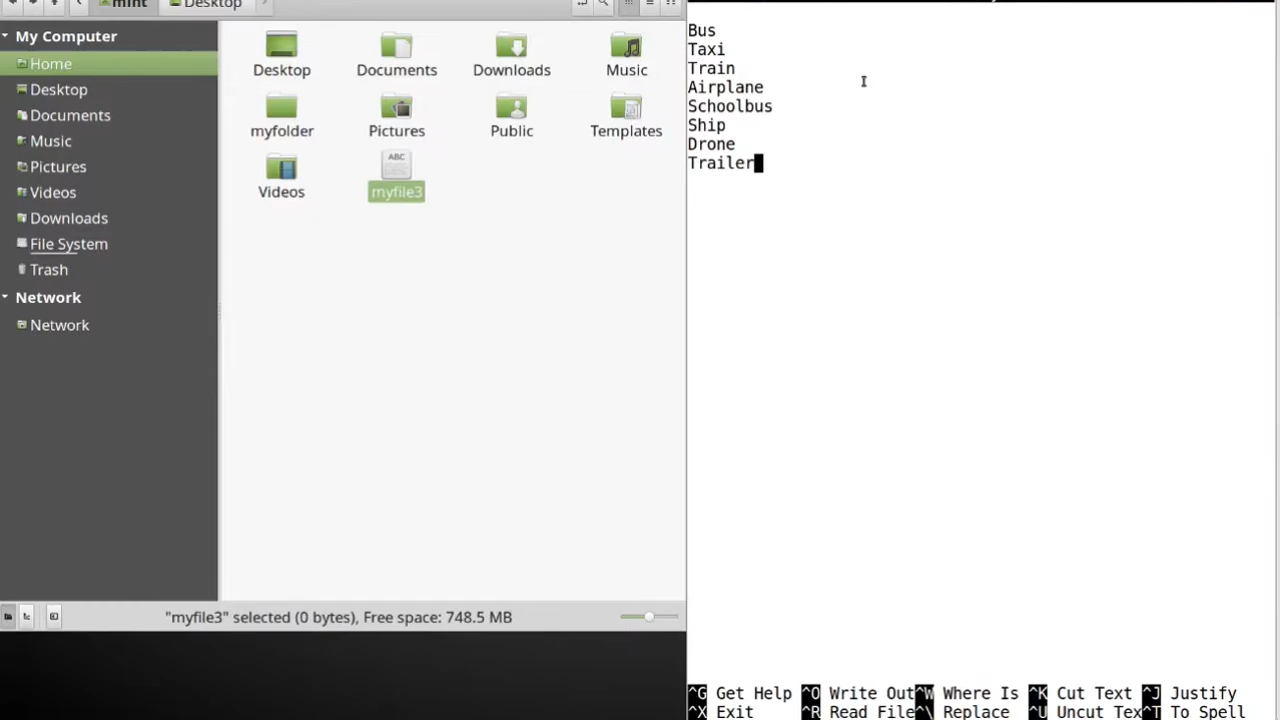 mint Desktop
My Computer
Home
Desktop
Documents
Music
Pictures
Videos
Downloads
File System
Trash
Network
Network
Desktop Documents Downloads Music
myfolder Pictures Public Templates
ABC
Videos myfile3
"myfile3" selected (0 bytes), Free space: 748.5 MB
Bus
Taxi
Train
Airplane
Schoolbus
Ship
Drone
Trailer
^G Get Help ^O Write Out ^W Where Is ^K Cut Text ^J Justify
^X Exit ^R Read File ^\ Replace ^U Uncut Tex ^T To Spell